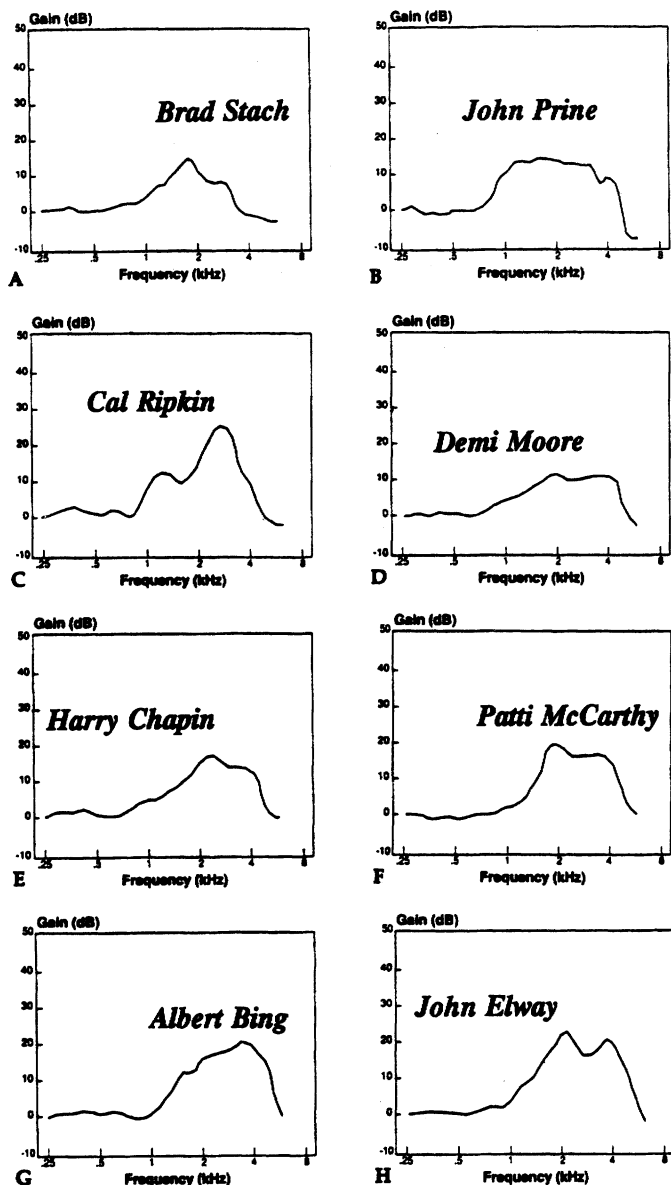 Gain (dB)
50
40
30
20
10
0
-10
Brad Stach
.25 .5 1 2 4 8
Frequency (kHz)
A
Gain (dB)
50
40
30
20
10
0
-10
John Prine
.25 .5 1 2 4 8
Frequency (kHz)
B
Gain (dB)
50
40
30
20
10
0
-10
Cal Ripkin
.25 .5 1 2 4 8
Frequency (kHz)
C
Gain (dB)
50
40
30
20
10
0
-10
Demi Moore
.25 .5 1 2 4 8
Frequency (kHz)
D
Gain (dB)
50
40
30
20
10
0
-10
Harry Chapin
.25 .5 1 2 4 8
Frequency (kHz)
E
Gain (dB)
50
40
30
20
10
0
-10
Patti McCarthy
.25 .5 1 2 4 8
Frequency (kHz)
F
Gain (dB)
50
40
30
20
10
0
-10
Albert Bing
.25 .5 1 2 4 8
Frequency (kHz)
G
Gain (dB)
50
40
30
20
10
0
-10
John Elway
.25 .5 1 2 4 8
Frequency (kHz)
H